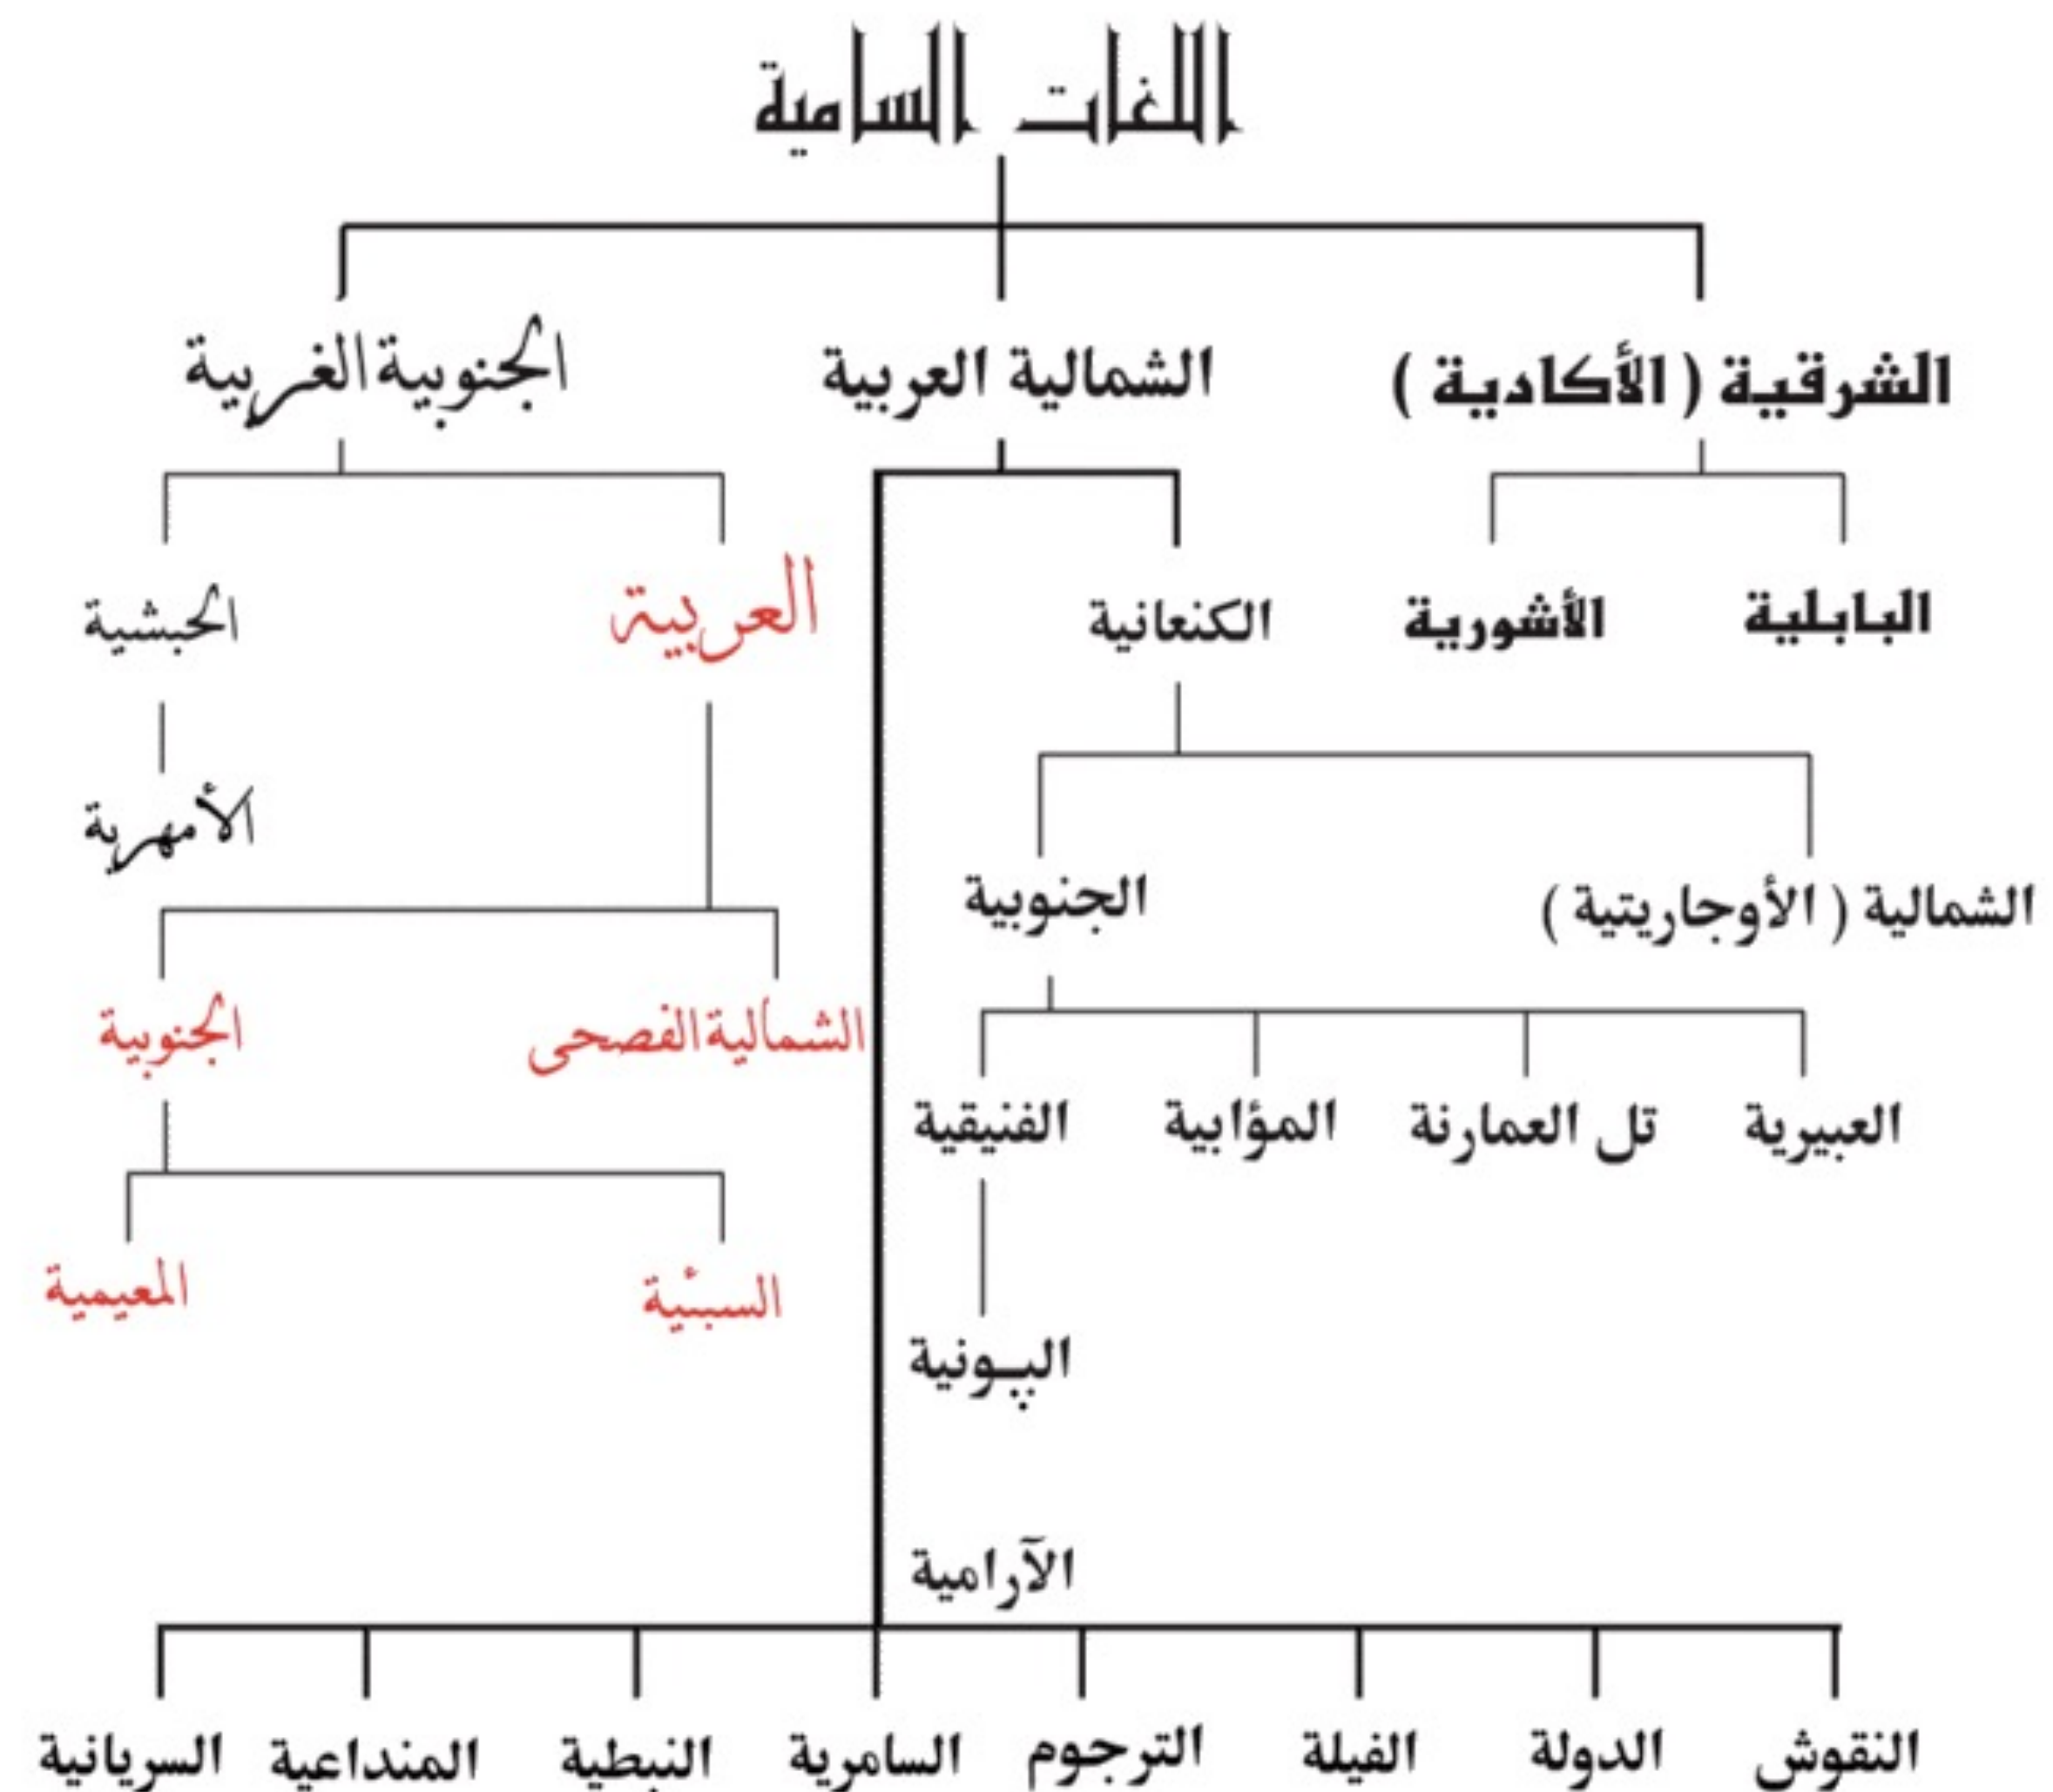 اللغات السامية
الشرقية (الأكادية) الشمالية العربية الجنوبية الغربية
البابلية الأشورية الكنعانية العربية الحبشية
الأمهرية
الشمالية (الأوجاريتية) الجنوبية
الشمالية الفصحى الجنوبية
العبيرية تل العمارنة المؤابية الفنيقية
السبئية المعيمية
الپونية
الآرامية
النقوش الدولة الفيلة الترجوم السامرية النبطية المنداعية السريانية